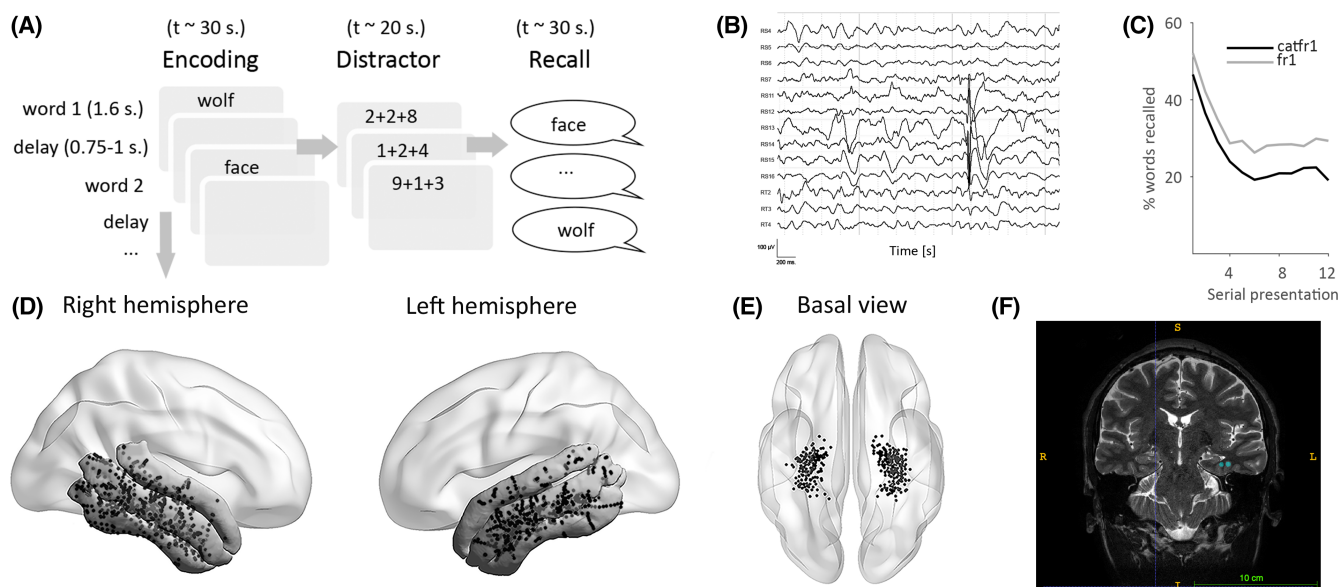 (A)
(t ~ 30 s.)
(t ~ 20 s.)
(t ~ 30 s.)
Encoding
Distractor
Recall
word 1 (1.6 s.)
delay (0.75-1 s.)
word 2
delay
...
wolf
face
2+2+8
1+2+4
9+1+3
face
...
wolf
(B)
RS4
RS5
RS6
RS7
RS11
RS12
RS13
RS14
RS15
RS16
RT2
RT3
RT4
100 µV
200 ms.
Time [s]
(C)
% words recalled
60
40
20
catfr1
fr1
4
8
12
Serial presentation
(D)
Right hemisphere
Left hemisphere
(E)
Basal view
(F)
S
R
L
I
10 cm